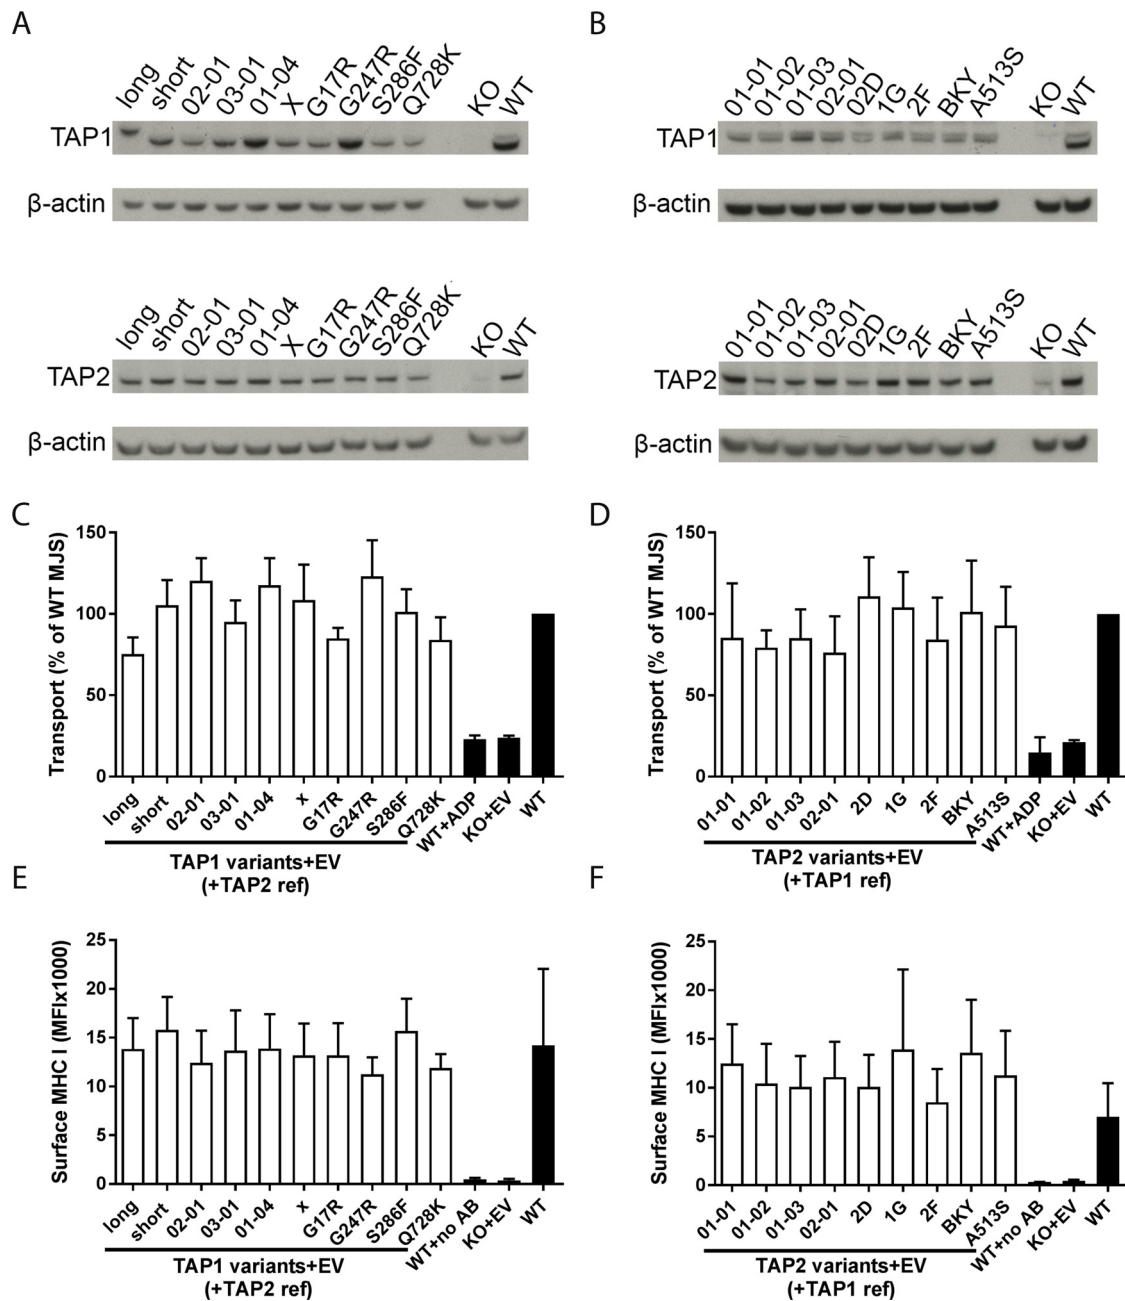 A
long short 02-01 03-01 01-04 X G17R G247R S286F Q728K KO WT
TAP1
β-actin
long short 02-01 03-01 01-04 X G17R G247R S286F Q728K KO WT
TAP2
β-actin
B
01-01 01-02 01-03 02-01 02D 1G 2F BKY A513S KO WT
TAP1
β-actin
01-01 01-02 01-03 02-01 02D 1G 2F BKY A513S KO WT
TAP2
β-actin
C
Transport (% of WT MJS)
150
100
50
0
long short 02-01 03-01 01-04 x G17R G247R S286F Q728K WT+ADP KO+EV WT
TAP1 variants+EV
(+TAP2 ref)
D
Transport (% of WT MJS)
150
100
50
0
01-01 01-02 01-03 02-01 2D 1G 2F BKY A513S WT+ADP KO+EV WT
TAP2 variants+EV
(+TAP1 ref)
E
Surface MHC I (MFIx1000)
25
20
15
10
5
0
long short 02-01 03-01 01-04 x G17R G247R S286F Q728K WT+no AB KO+EV WT
TAP1 variants+EV
(+TAP2 ref)
F
Surface MHC I (MFIx1000)
25
20
15
10
5
0
01-01 01-02 01-03 02-01 2D 1G 2F BKY A513S WT+no AB KO+EV WT
TAP2 variants+EV
(+TAP1 ref)